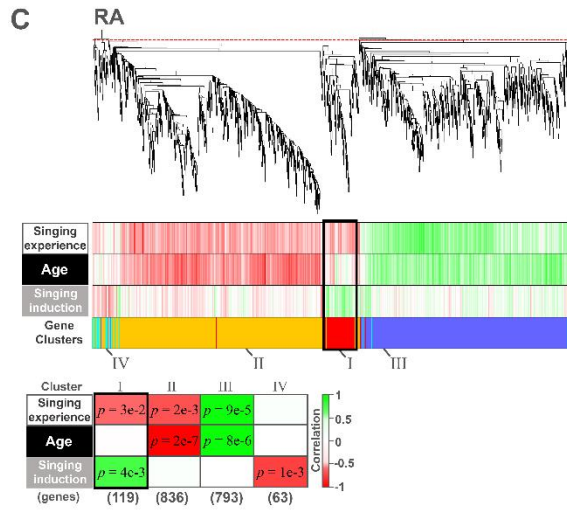 C
RA
Singing experience
Age
Singing induction
Gene Clusters
IV
II
I
III
Cluster I II III IV
Singing experience p = 3e-2 p = 2e-3 p = 9e-5
Age p = 2e-7 p = 8e-6
Singing induction p = 4e-3 p = 1e-3
(genes) (119) (836) (793) (63)
Correlation
1
0.5
0
-0.5
-1